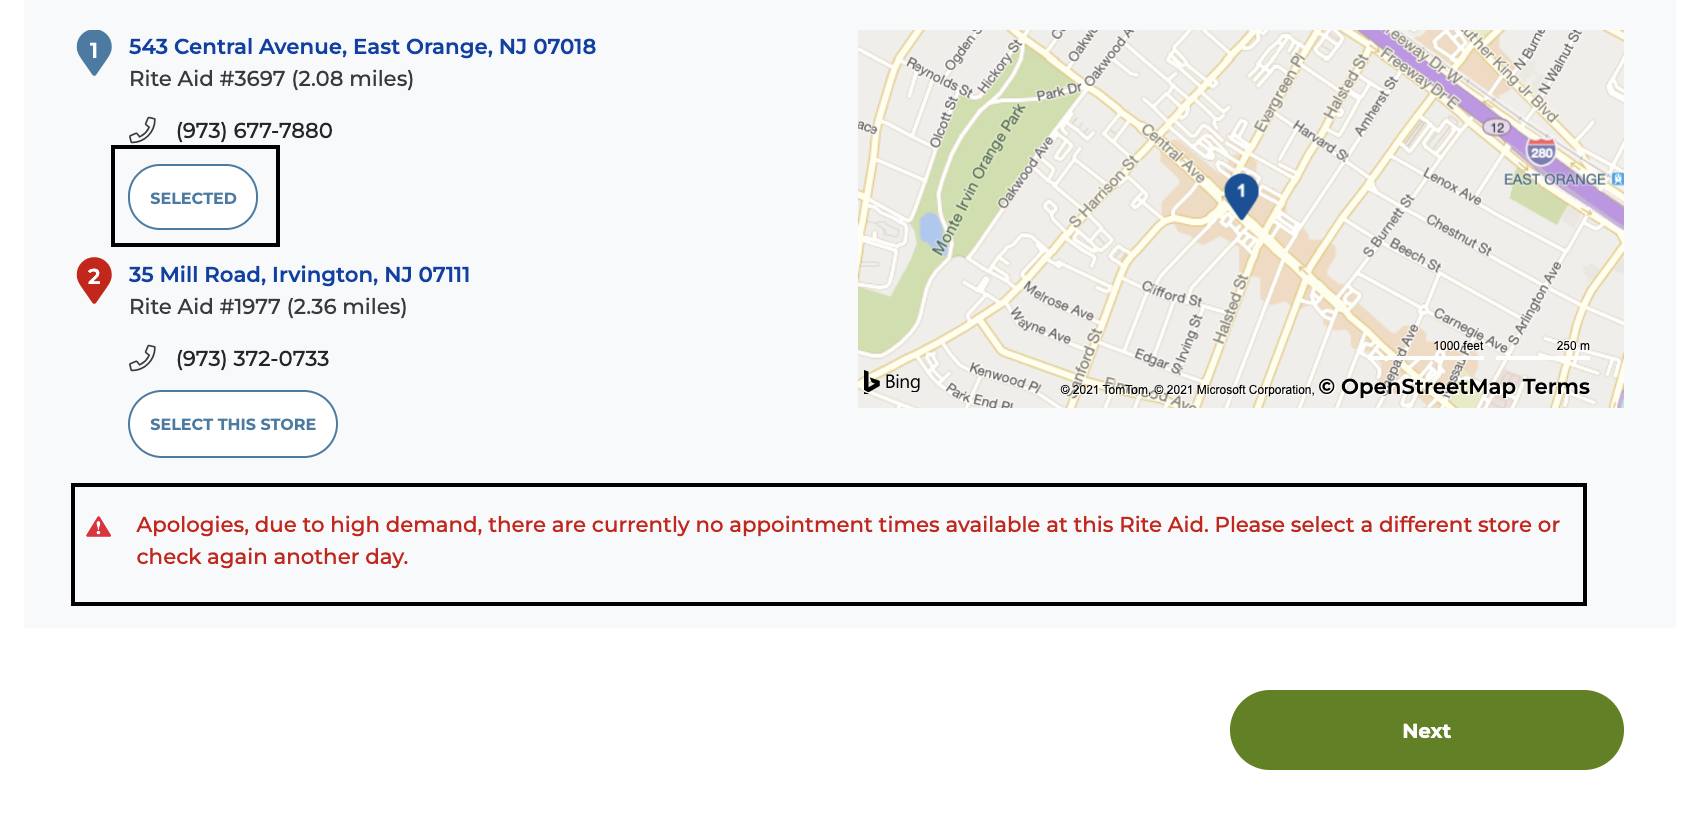 1
543 Central Avenue, East Orange, NJ 07018
Rite Aid #3697 (2.08 miles)
(973) 677-7880
SELECTED
2
35 Mill Road, Irvington, NJ 07111
Rite Aid #1977 (2.36 miles)
(973) 372-0733
SELECT THIS STORE
Ogden S
Hickory St
Oakw
Oakwood A
Reynolds St
Park Dr
Olcott St
Monte Irvin Orange Park
Oakwood Ave
S Harrison St
Central Ave
Evergreen Pl
Halsted St
Amherst St
Harvard St
Freeway Dr W
Freeway Dr E
uther King Jr Blvd
N Burne
N Walnut St
12
280
EAST ORANGE
1
Lenox Ave
S Burnett St
Chestnut St
Beech St
S Arlington Ave
Carnegie Ave
Melrose Ave
Wayne Ave
Clifford St
Halsted St
S Irving St
Edgar S
Kenwood Pl
Park End Pl
1000 feet
250 m
Bing
© 2021 TomTom, © 2021 Microsoft Corporation, © OpenStreetMap Terms
Apologies, due to high demand, there are currently no appointment times available at this Rite Aid. Please select a different store or
check again another day.
Next